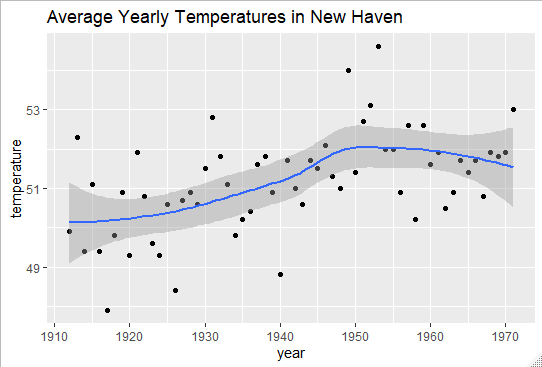 Average Yearly Temperatures in New Haven
temperature
53
51
49
1910 1920 1930 1940 1950 1960 1970
year